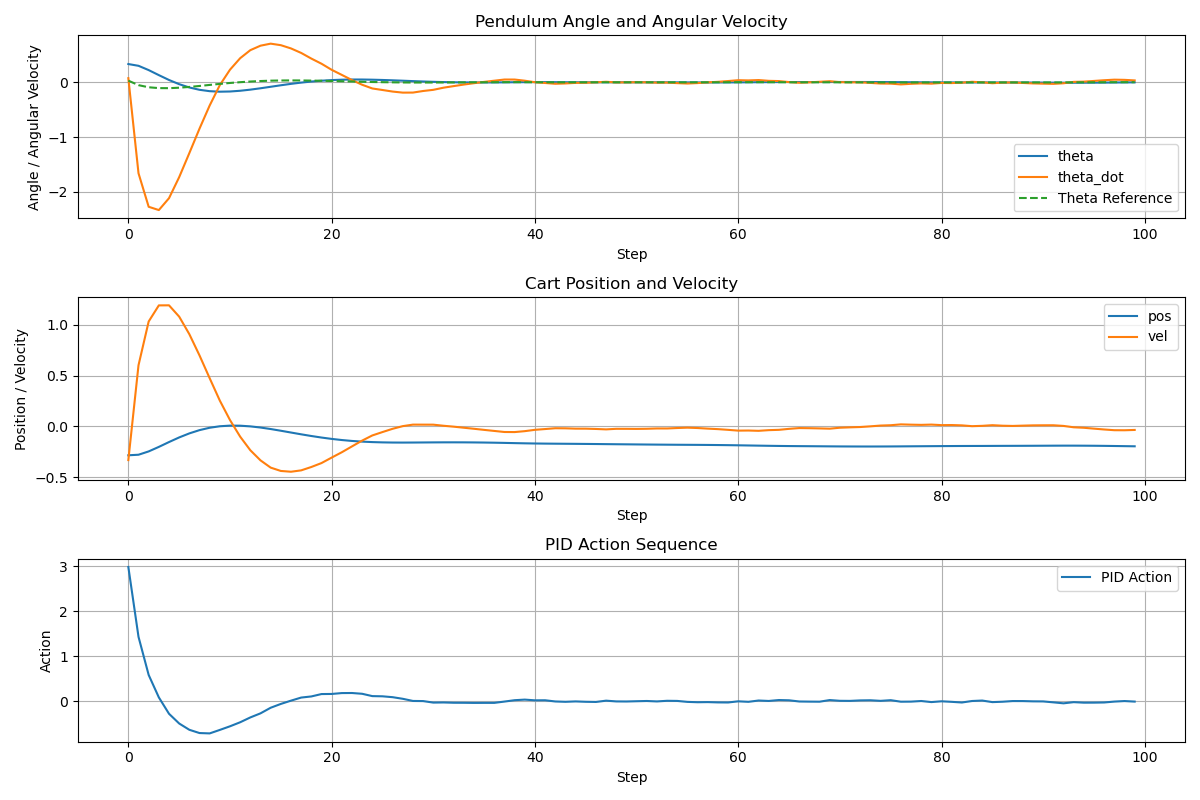 Pendulum Angle and Angular Velocity
Angle / Angular Velocity
0
−1
−2
theta
theta_dot
Theta Reference
0 20 40 60 80 100
Step
Cart Position and Velocity
Position / Velocity
1.0
0.5
0.0
−0.5
pos
vel
0 20 40 60 80 100
Step
PID Action Sequence
Action
3
2
1
0
PID Action
0 20 40 60 80 100
Step